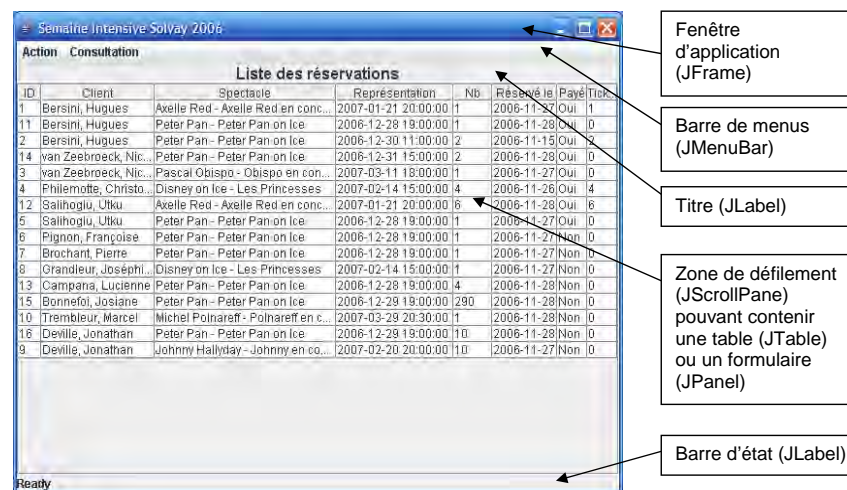 Semaine Intensive Solvay 2006
Action Consultation
Liste des réservations
ID Client Spectacle Représentation Nb Réservé le Payé Tick...
1 Bersini, Hugues Axelle Red - Axelle Red en conc... 2007-01-21 20:00:00 1 2006-11-27 Oui 1
11 Bersini, Hugues Peter Pan - Peter Pan on Ice 2006-12-28 19:00:00 1 2006-11-28 Oui 0
2 Bersini, Hugues Peter Pan - Peter Pan on Ice 2006-12-30 11:00:00 2 2006-11-15 Oui 2
14 van Zeebroeck, Nic... Peter Pan - Peter Pan on Ice 2006-12-31 15:00:00 2 2006-11-28 Oui 0
3 van Zeebroeck, Nic... Pascal Obispo - Obispo en con... 2007-03-11 18:00:00 1 2006-11-27 Oui 0
4 Philemotte, Christo... Disney on Ice - Les Princesses 2007-02-14 15:00:00 4 2006-11-26 Oui 4
12 Salihoglu, Utku Axelle Red - Axelle Red en conc... 2007-01-21 20:00:00 6 2006-11-28 Oui 6
5 Salihoglu, Utku Peter Pan - Peter Pan on Ice 2006-12-28 19:00:00 1 2006-11-27 Oui 0
6 Pignon, Françoise Peter Pan - Peter Pan on Ice 2006-12-28 19:00:00 1 2006-11-27 Non 0
7 Brochant, Pierre Peter Pan - Peter Pan on Ice 2006-12-28 19:00:00 1 2006-11-27 Non 0
8 Grandieur, Joséphi... Disney on Ice - Les Princesses 2007-02-14 15:00:00 1 2006-11-27 Non 0
13 Campana, Lucienne Peter Pan - Peter Pan on Ice 2006-12-28 19:00:00 4 2006-11-28 Non 0
15 Bonnefoi, Josiane Peter Pan - Peter Pan on Ice 2006-12-29 19:00:00 290 2006-11-28 Non 0
10 Trembleur, Marcel Michel Polnareff - Polnareff en c... 2007-03-29 20:30:00 1 2006-11-28 Non 0
16 Deville, Jonathan Peter Pan - Peter Pan on Ice 2006-12-29 19:00:00 10 2006-11-28 Non 0
9 Deville, Jonathan Johnny Hallyday - Johnny en co... 2007-02-20 20:00:00 10 2006-11-27 Non 0
Ready
Fenêtre
d'application
(JFrame)
Barre de menus
(JMenuBar)
Titre (JLabel)
Zone de défilement
(JScrollPane)
pouvant contenir
une table (JTable)
ou un formulaire
(JPanel)
Barre d'état (JLabel)